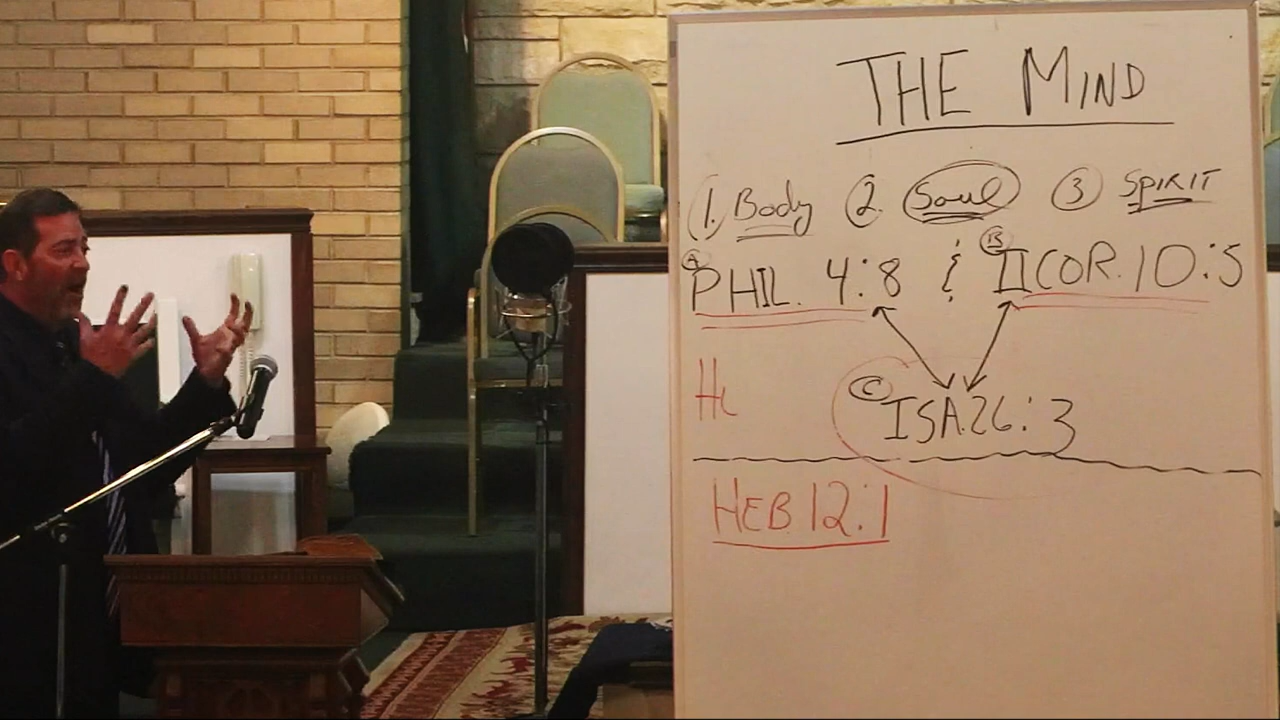 THE MIND
1. Body 2. Soul 3 SPIRIT
A PHIL. 4:8 & B II COR. 10:5
He
C ISA. 26:3
HEB 12:1